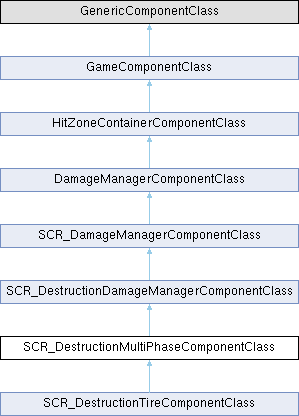 GenericComponentClass
GameComponentClass
HitZoneContainerComponentClass
DamageManagerComponentClass
SCR_DamageManagerComponentClass
SCR_DestructionDamageManagerComponentClass
SCR_DestructionMultiPhaseComponentClass
SCR_DestructionTireComponentClass